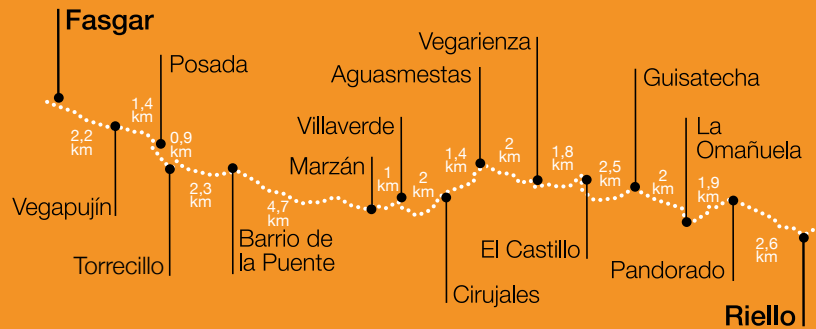 Fasgar
2,2
km
Vegapujín
1,4
km
Posada
0,9
km
Torrecillo
2,3
km
Barrio de
la Puente
4,7
km
Marzán
1
km
Villaverde
2
km
Cirujales
1,4
km
Aguasmestas
2
km
Vegarienza
1,8
km
El Castillo
2,5
km
Guisatecha
2
km
La
Omañuela
1,9
km
Pandorado
2,6
km
Riello